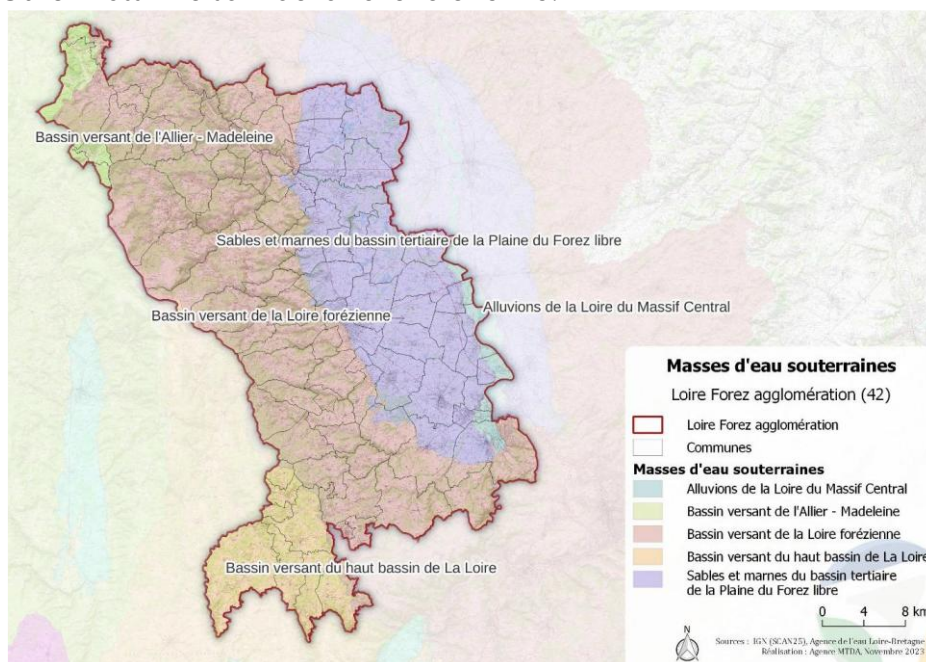 Bassin versant de l'Allier - Madeleine
Sables et marnes du bassin tertiaire de la Plaine du Forez libre
Bassin versant de la Loire forézienne
Alluvions de la Loire du Massif Central
Bassin versant du haut bassin de La Loire
Masses d'eau souterraines
Loire Forez agglomération (42)
Loire Forez agglomération
Communes
Masses d'eau souterraines
Alluvions de la Loire du Massif Central
Bassin versant de l'Allier - Madeleine
Bassin versant de la Loire forézienne
Bassin versant du haut bassin de La Loire
Sables et marnes du bassin tertiaire
de la Plaine du Forez libre
0 4 8 km
N
Sources : IGN (SCAN25), Agence de l'eau Loire-Bretagne
Réalisation : Agence MTDA, Novembre 2023